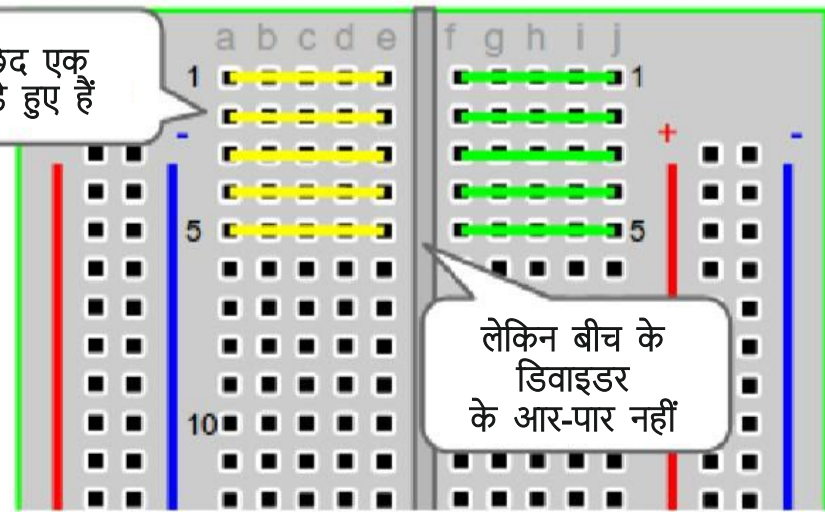 छेद एक
हुए हैं
a b c d e f g h i j
1 1
- + -
5 5
लेकिन बीच के
डिवाइडर
के आर-पार नहीं
10